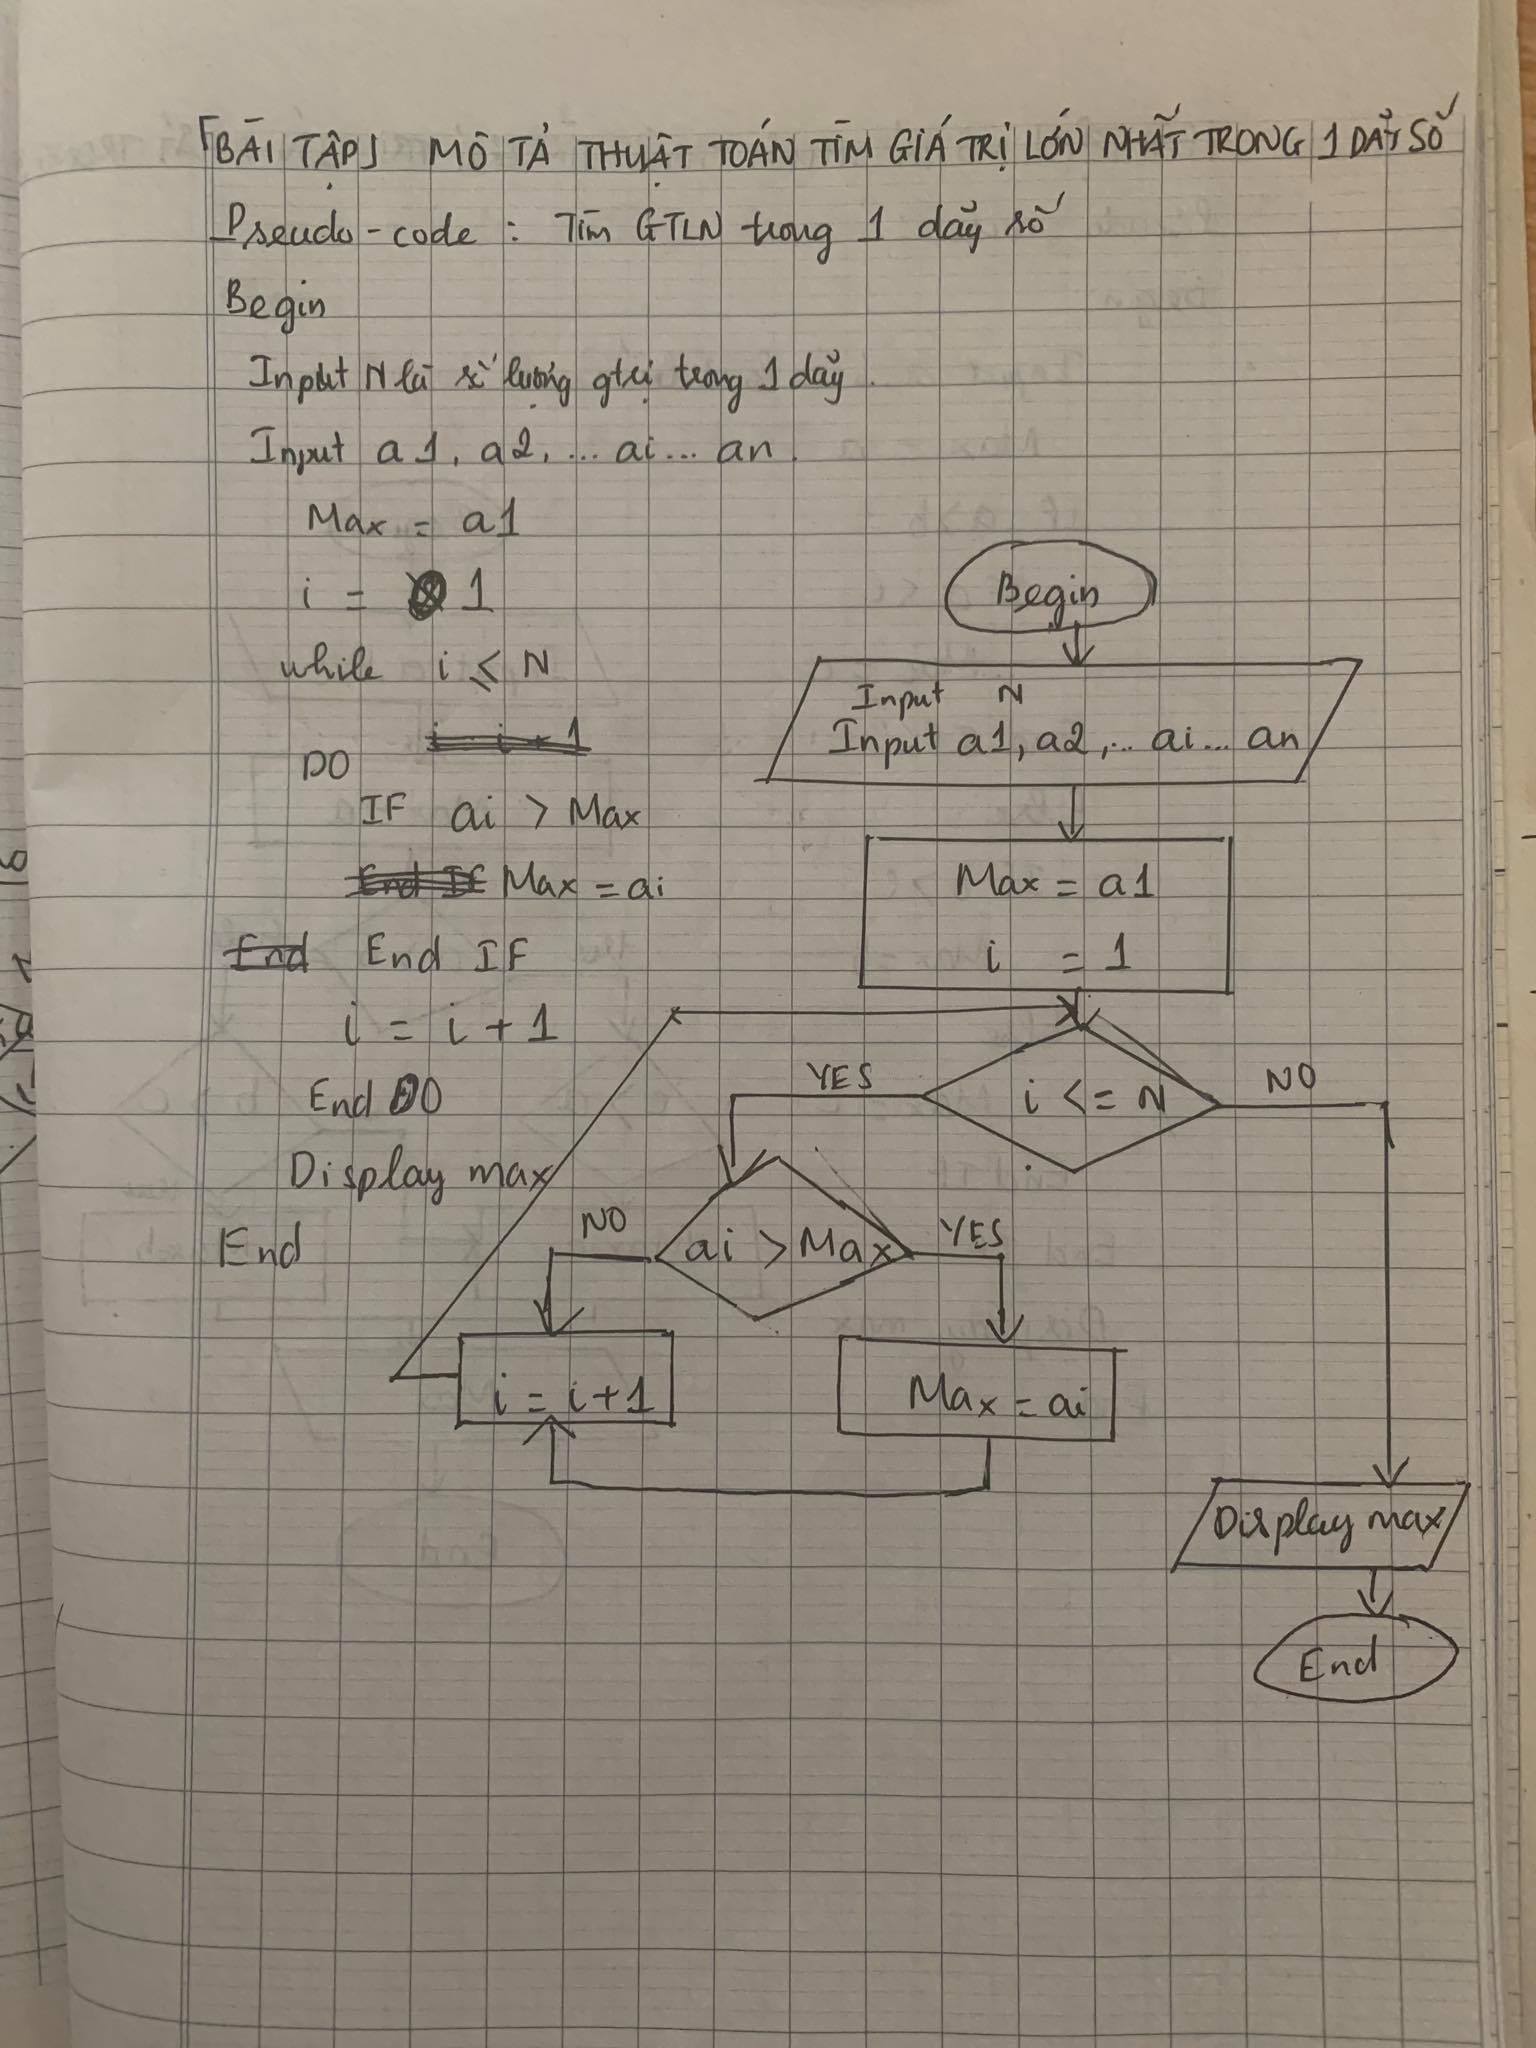 [BÀI TẬP] MÔ TẢ THUẬT TOÁN TÌM GIÁ TRỊ LỚN NHẤT TRONG 1 DÃY SỐ
Pseudo-code : Tìm GTLN trong 1 dãy số
Begin
Input N là số lượng gtrị trong 1 dãy.
Input a1, a2, ... ai ... an.
Max = a1
i = 1
while i ≤ N
DO
IF ai > Max
Max = ai
End IF
i = i + 1
End DO
Display max
End
Begin
Input N
Input a1, a2, ... ai ... an
Max = a1
i = 1
i <= N
YES
NO
ai > Max
NO
YES
i = i + 1
Max = ai
Display max
End